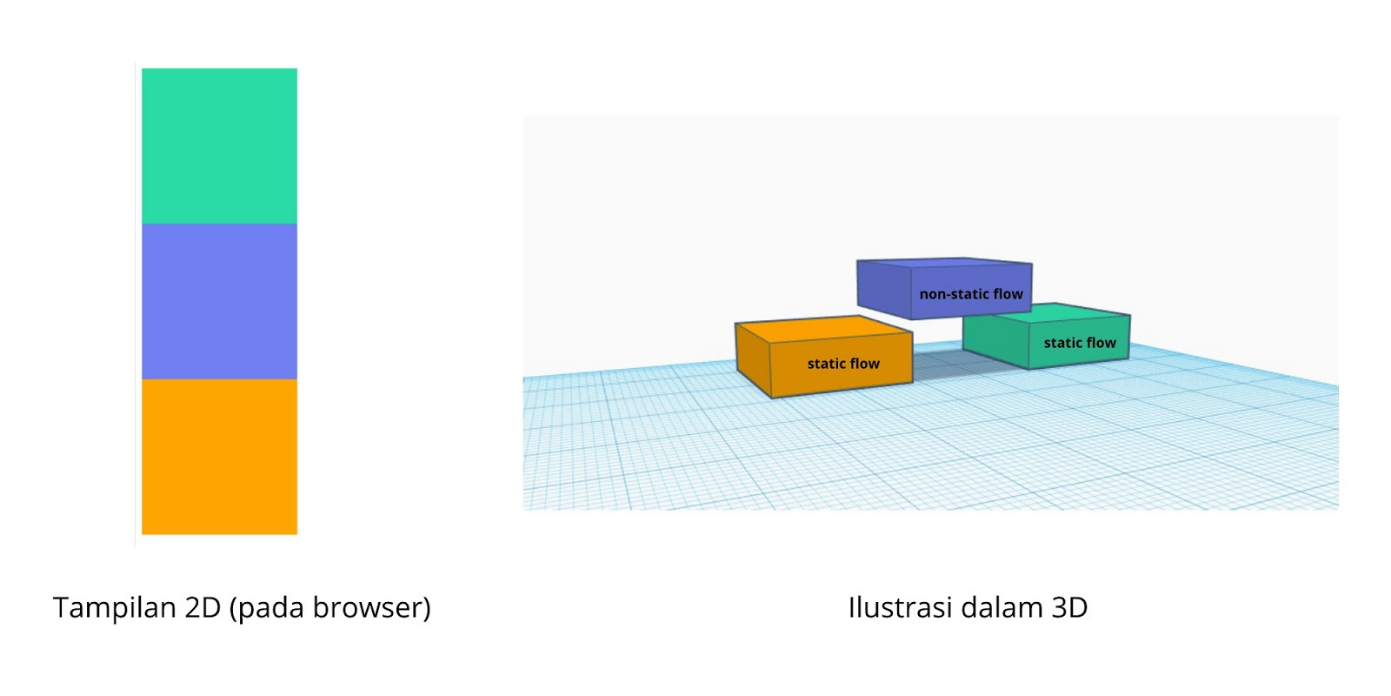 non-static flow
static flow
static flow
Tampilan 2D (pada browser)
Ilustrasi dalam 3D